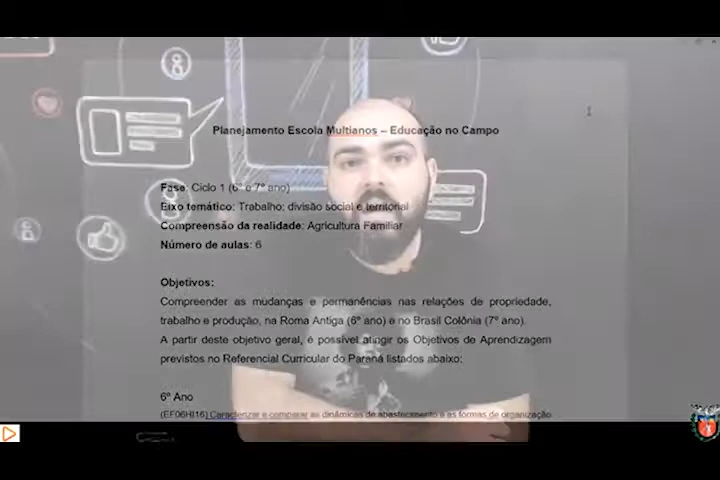 Planejamento Escola Multianos – Educação no Campo
Fase: Ciclo 1 (6º e 7º ano)
Eixo temático: Trabalho: divisão social e territorial
Compreensão da realidade: Agricultura Familiar
Número de aulas: 6
Objetivos:
Compreender as mudanças e permanências nas relações de propriedade,
trabalho e produção, na Roma Antiga (6º ano) e no Brasil Colônia (7º ano).
A partir deste objetivo geral, é possível atingir os Objetivos de Aprendizagem
previstos no Referencial Curricular do Paraná listados abaixo:
6º Ano
(EF06HI16) Caracterizar e comparar as dinâmicas de abastecimento e as formas de organização